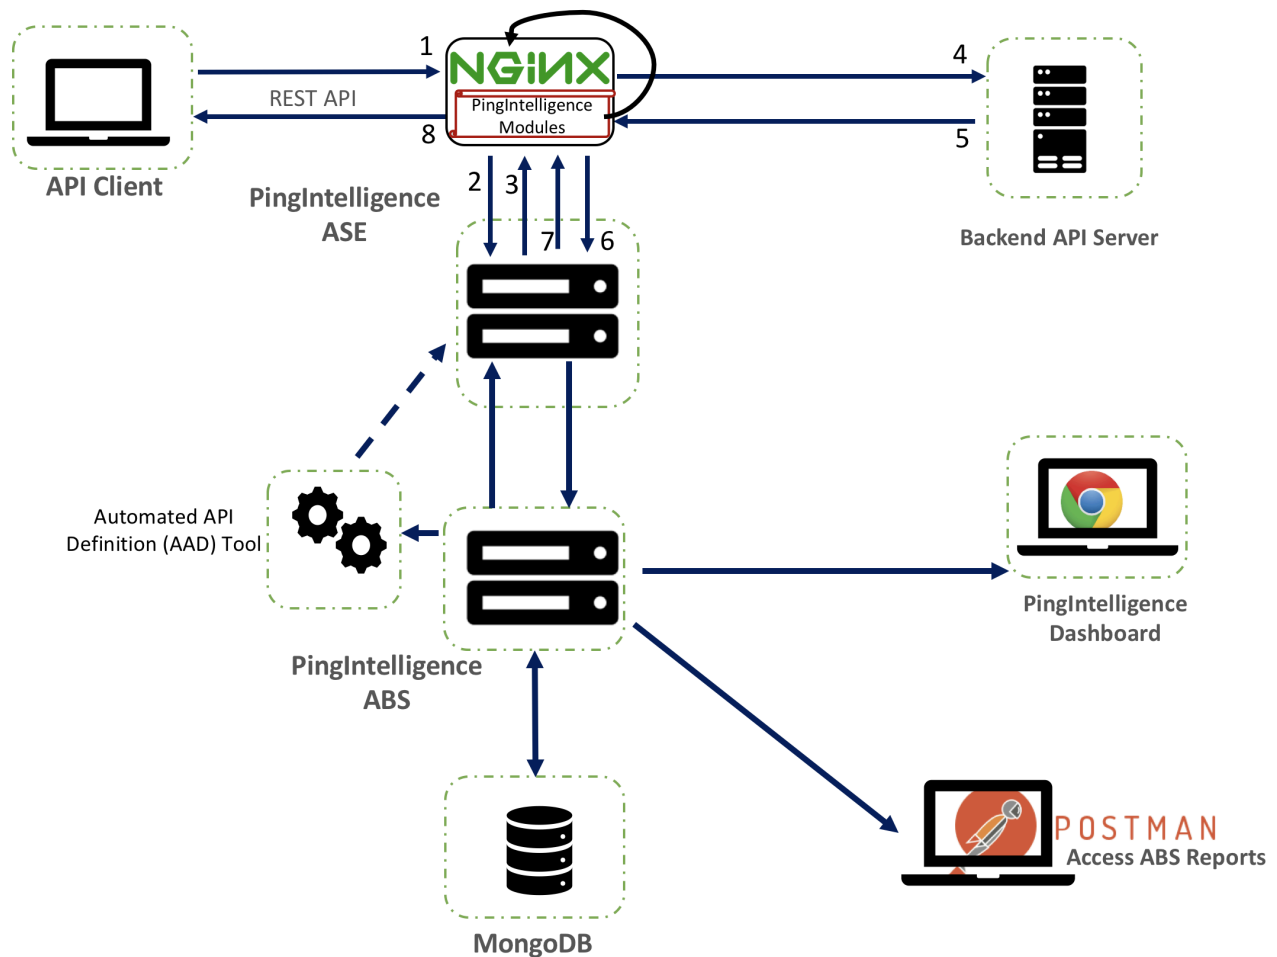 1
NGINX
4
REST API
PingIntelligence
Modules
8
5
API Client
2
3
PingIntelligence
ASE
7
6
Backend API Server
Automated API
Definition (AAD) Tool
PingIntelligence
Dashboard
PingIntelligence
ABS
POSTMAN
Access ABS Reports
MongoDB